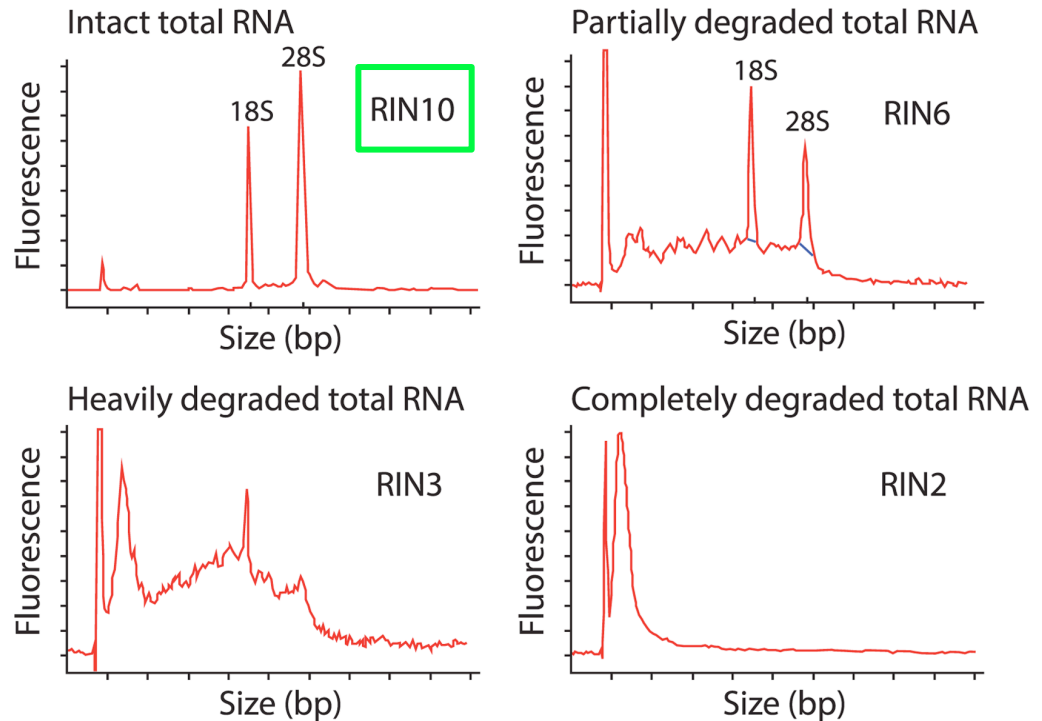 Intact total RNA
28S
18S
RIN10
Fluorescence
Size (bp)
Partially degraded total RNA
18S
28S
RIN6
Fluorescence
Size (bp)
Heavily degraded total RNA
RIN3
Fluorescence
Size (bp)
Completely degraded total RNA
RIN2
Fluorescence
Size (bp)